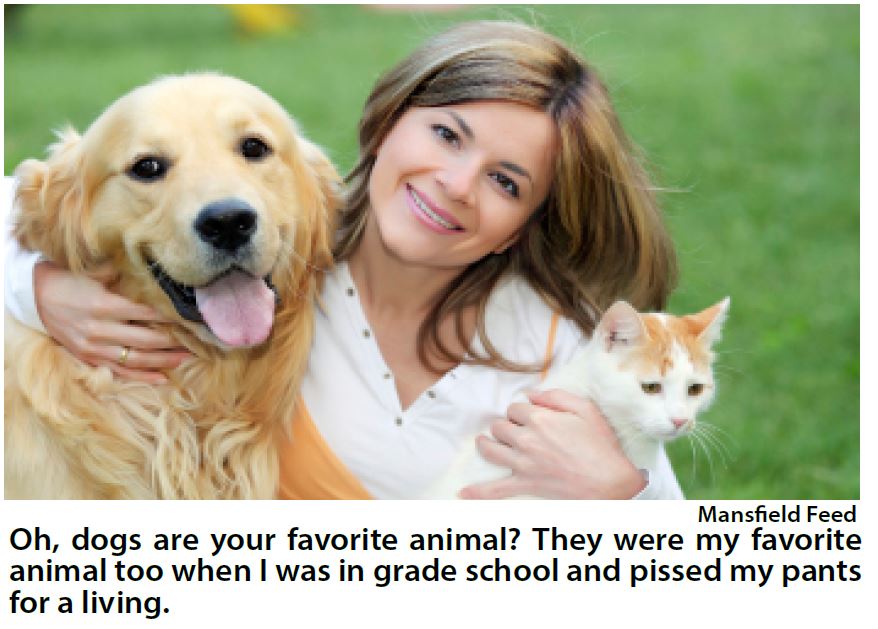 Mansfield Feed
Oh, dogs are your favorite animal? They were my favorite
animal too when I was in grade school and pissed my pants
for a living.